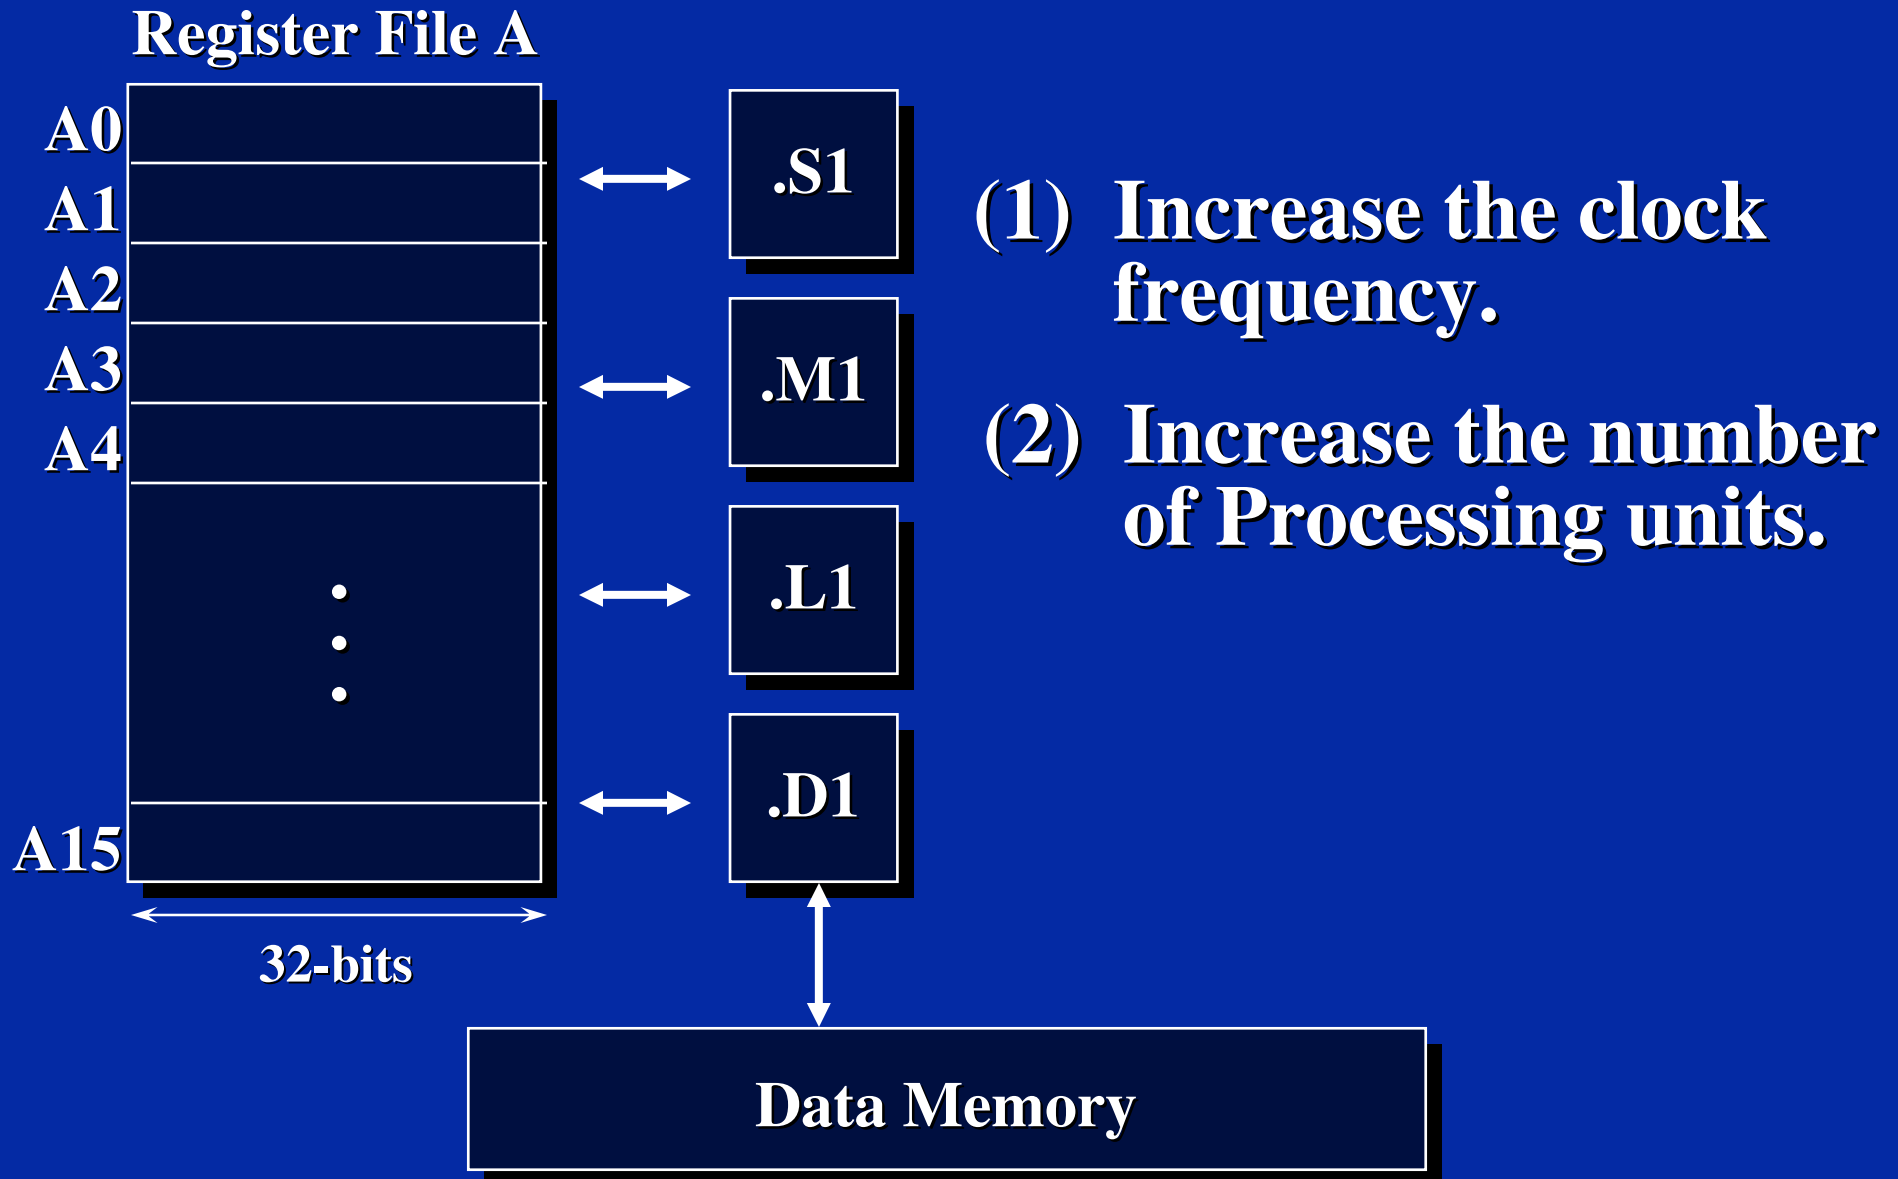 Register File A
A0
A1
A2
A3
A4
A15
32-bits
.S1
.M1
.L1
.D1
Data Memory
(1) Increase the clock
frequency.
(2) Increase the number
of Processing units.